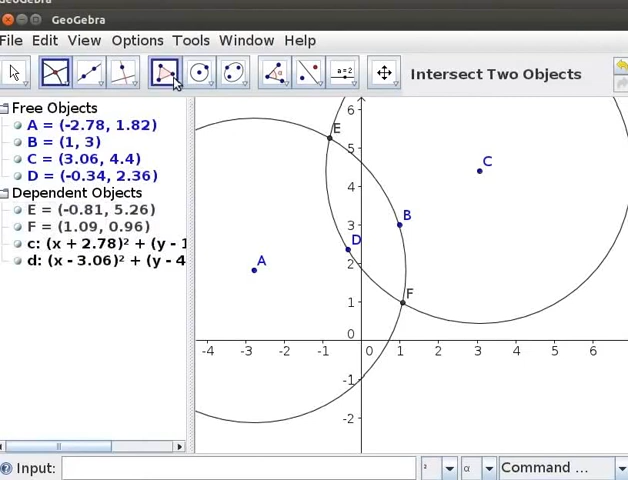 GeoGebra
File Edit View Options Tools Window Help
a=2
Intersect Two Objects
Free Objects
A = (-2.78, 1.82)
B = (1, 3)
C = (3.06, 4.4)
D = (-0.34, 2.36)
Dependent Objects
E = (-0.81, 5.26)
F = (1.09, 0.96)
c: (x + 2.78)² + (y - 1
d: (x - 3.06)² + (y - 4
6
E
5
C
4
B
3
D
2
A
F
1
0
-4 -3 -2 -1 0 1 2 3 4 5 6
-1
-2
Input:
² α Command ...